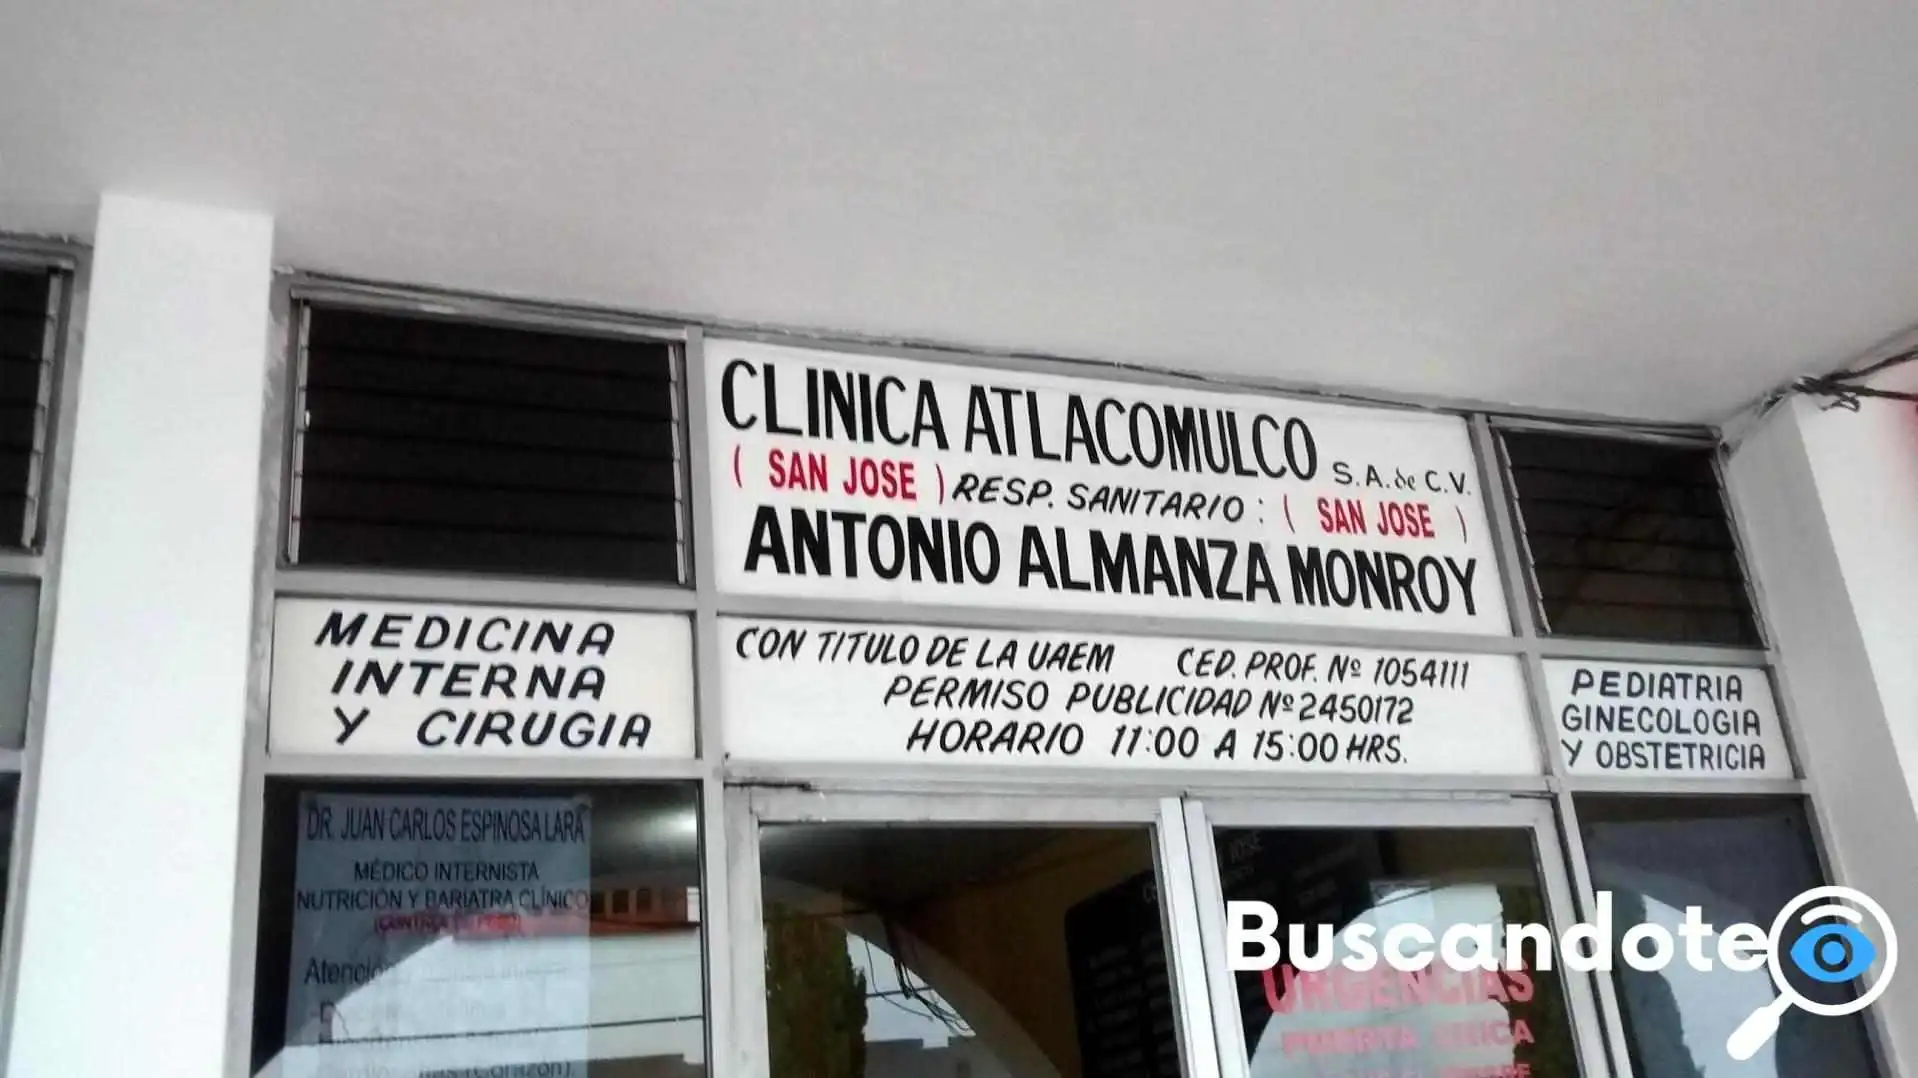 CLINICA ATLACOMULCO S.A. de C.V.
( SAN JOSE ) RESP. SANITARIO : ( SAN JOSE )
ANTONIO ALMANZA MONROY
MEDICINA
INTERNA
Y CIRUGIA
CON TITULO DE LA UAEM CED. PROF. Nº 1054111
PERMISO PUBLICIDAD Nº 2450172
HORARIO 11:00 A 15:00 HRS.
PEDIATRIA
GINECOLOGIA
Y OBSTETRICIA
DR. JUAN CARLOS ESPINOSA LARA
MÉDICO INTERNISTA
NUTRICION Y BARIATRA CLÍNICO
JOSE
Buscandote
URGENCIAS